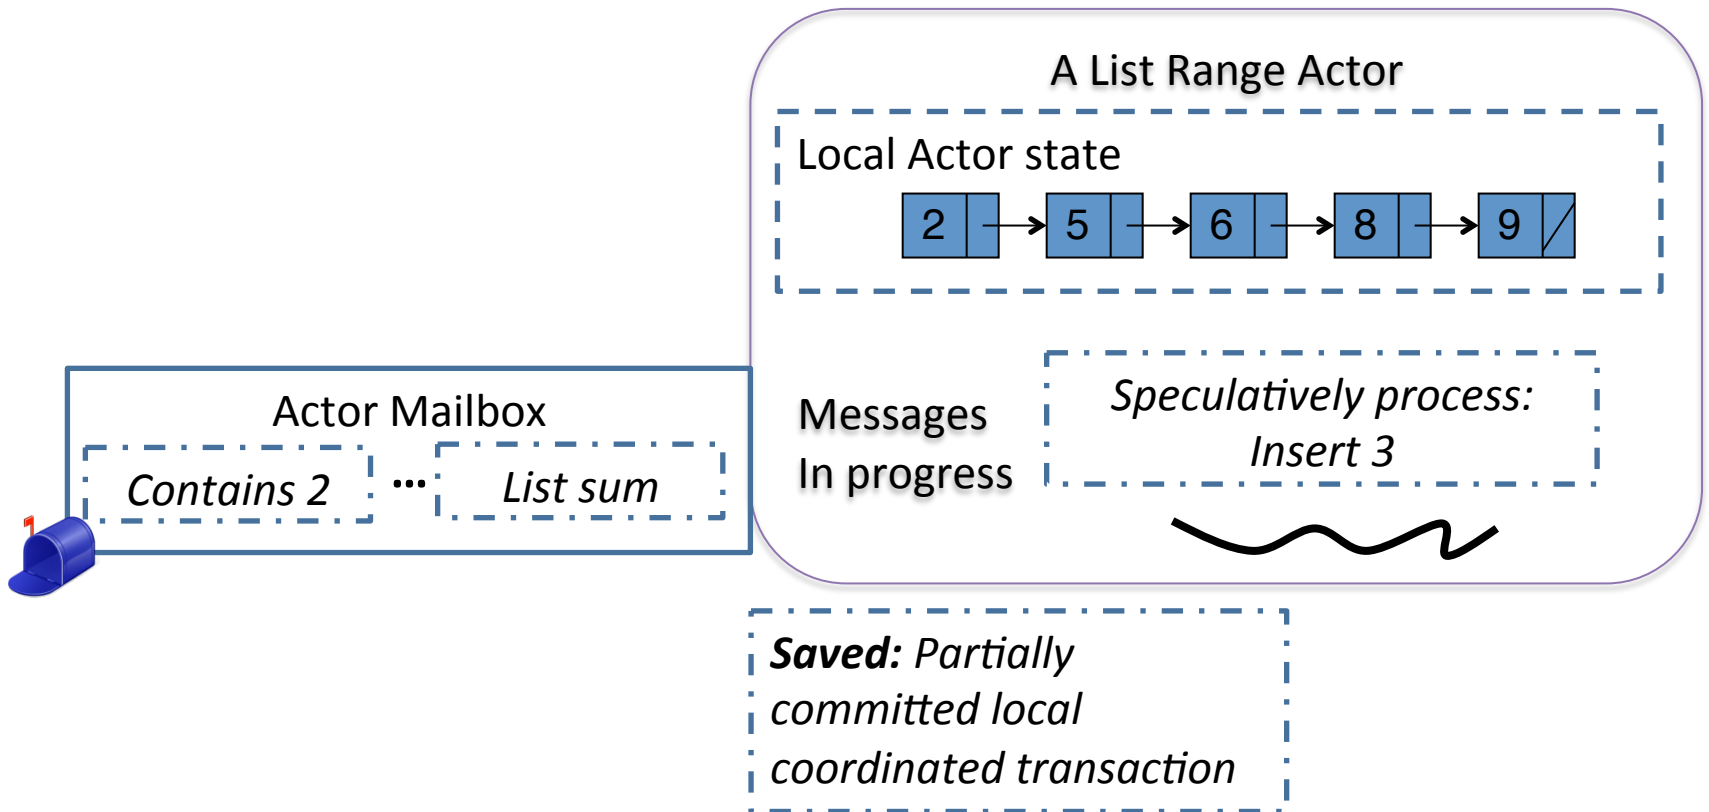 A List Range Actor
Local Actor state
2 5 6 8 9
Actor Mailbox
Contains 2 ... List sum
Messages
In progress
Speculatively process:
Insert 3
Saved: Partially
committed local
coordinated transaction